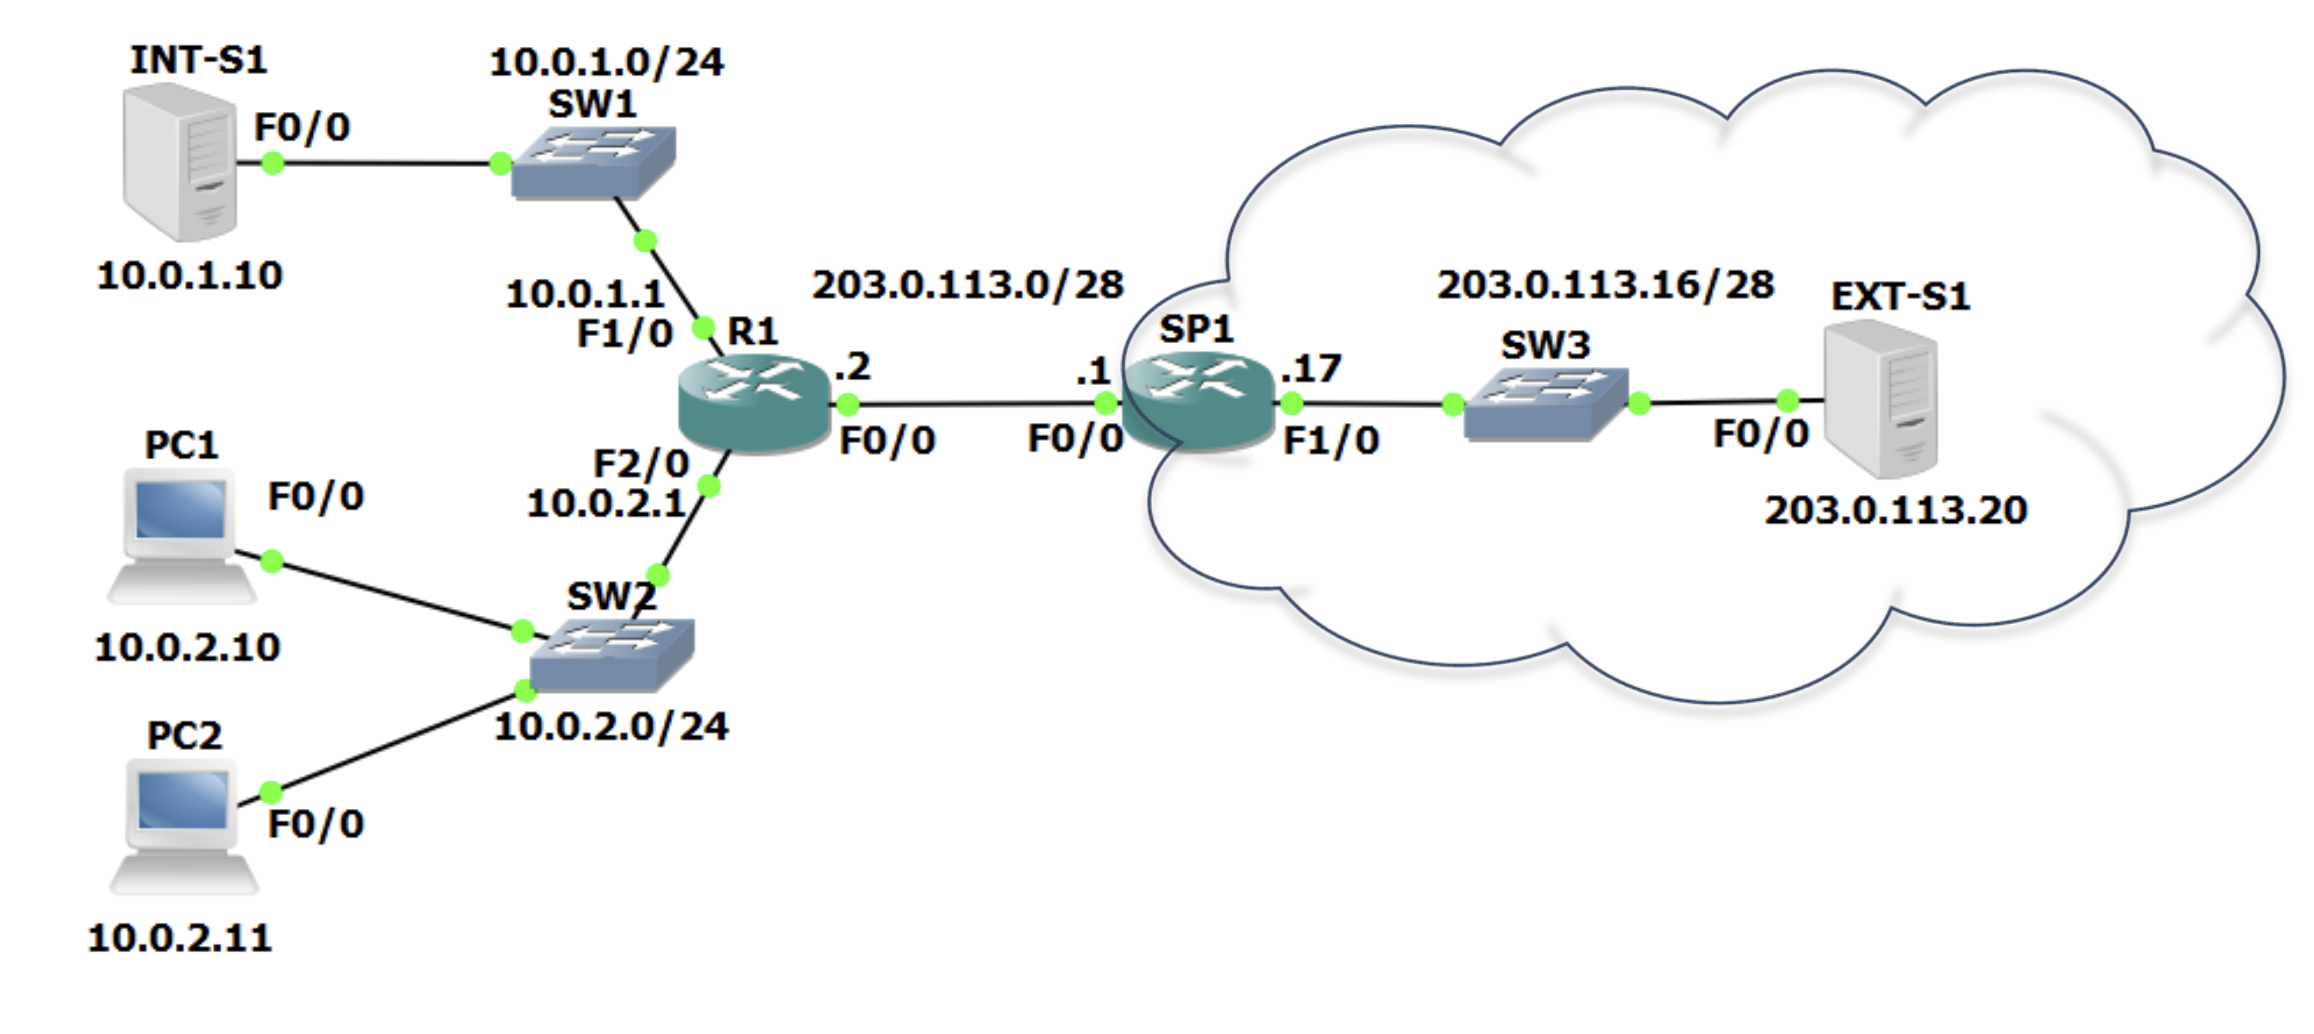 INT-S1
F0/0
10.0.1.10
10.0.1.0/24
SW1
10.0.1.1
F1/0
R1
.2
F0/0
203.0.113.0/28
.1
F0/0
SP1
.17
F1/0
203.0.113.16/28
SW3
EXT-S1
F0/0
203.0.113.20
PC1
F0/0
10.0.2.10
F2/0
10.0.2.1
SW2
10.0.2.0/24
PC2
F0/0
10.0.2.11